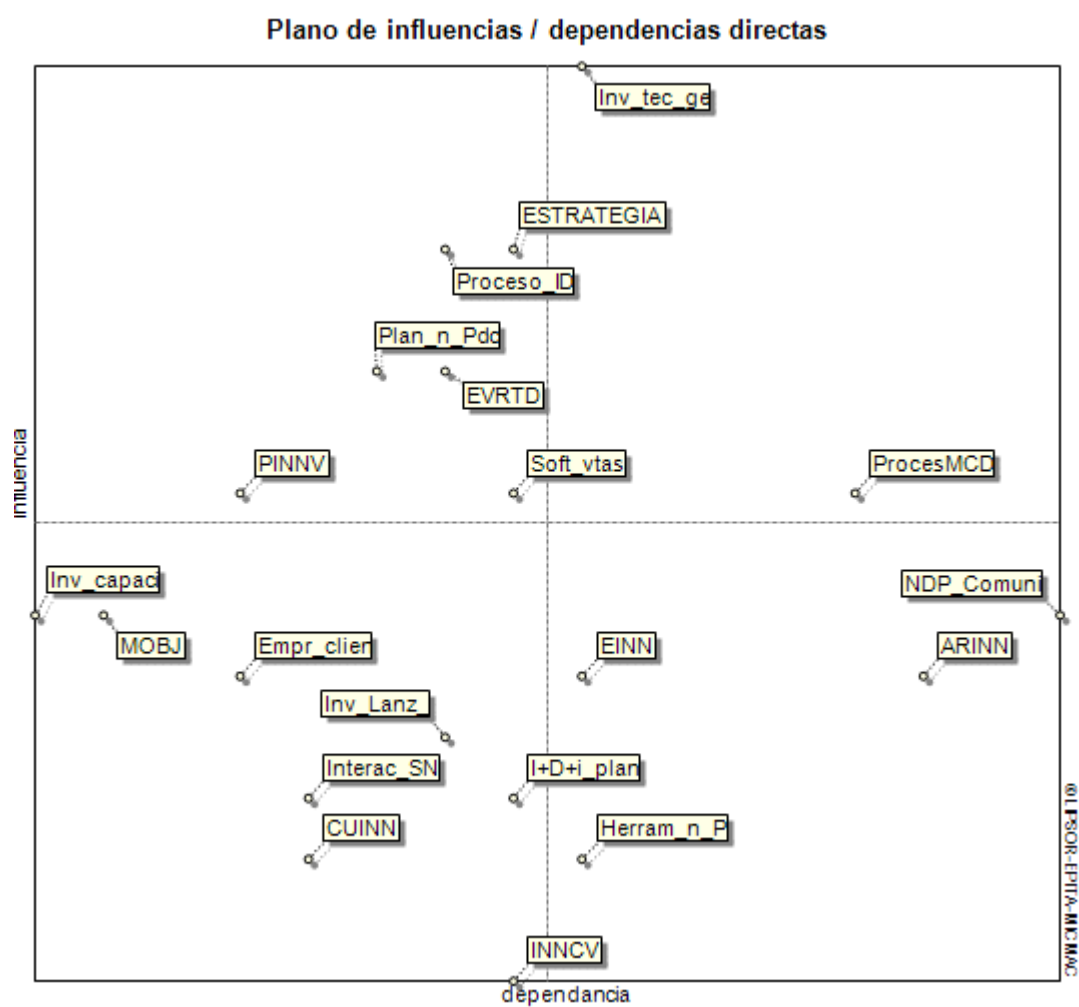 Plano de influencias / dependencias directas
Inv_tec_ge
ESTRATEGIA
Proceso_ID
Plan_n_Pdc
EVRTD
influencia
PINNV
Soft_vtas
ProcesMCD
Inv_capaci
NDP_Comuni
MOBJ
Empr_clien
EINN
ARINN
Inv_Lanz_
Interac_SN
I+D+i_plan
CUINN
Herram_n_P
INNCV
dependancia
© LIPSOR-EPITA-MICMAC